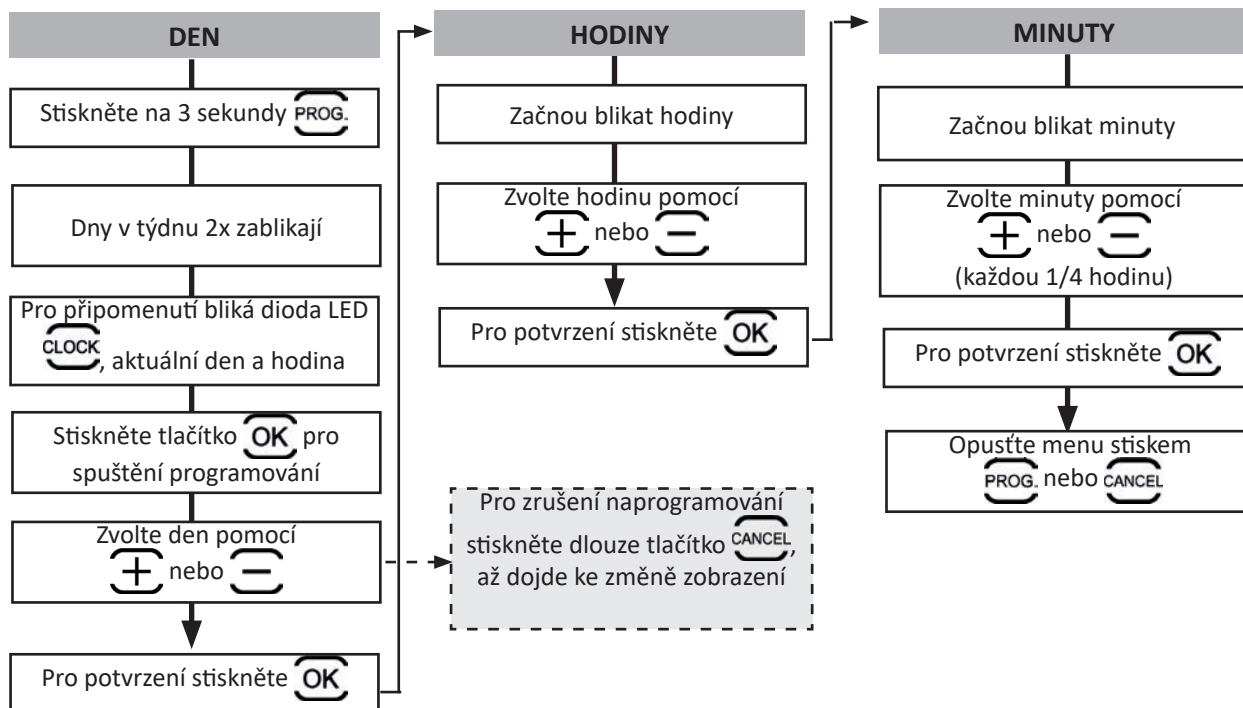 DEN
Stiskněte na 3 sekundy PROG.
Dny v týdnu 2x zablikají
Pro připomenutí bliká dioda LED
CLOCK, aktuální den a hodina
Stiskněte tlačítko OK pro
spuštění programování
Zvolte den pomocí
+ nebo −
Pro potvrzení stiskněte OK
Pro zrušení naprogramování
stiskněte dlouze tlačítko CANCEL,
až dojde ke změně zobrazení
HODINY
Začnou blikat hodiny
Zvolte hodinu pomocí
+ nebo −
Pro potvrzení stiskněte OK
MINUTY
Začnou blikat minuty
Zvolte minuty pomocí
+ nebo −
(každou 1/4 hodinu)
Pro potvrzení stiskněte OK
Opusťte menu stiskem
PROG. nebo CANCEL